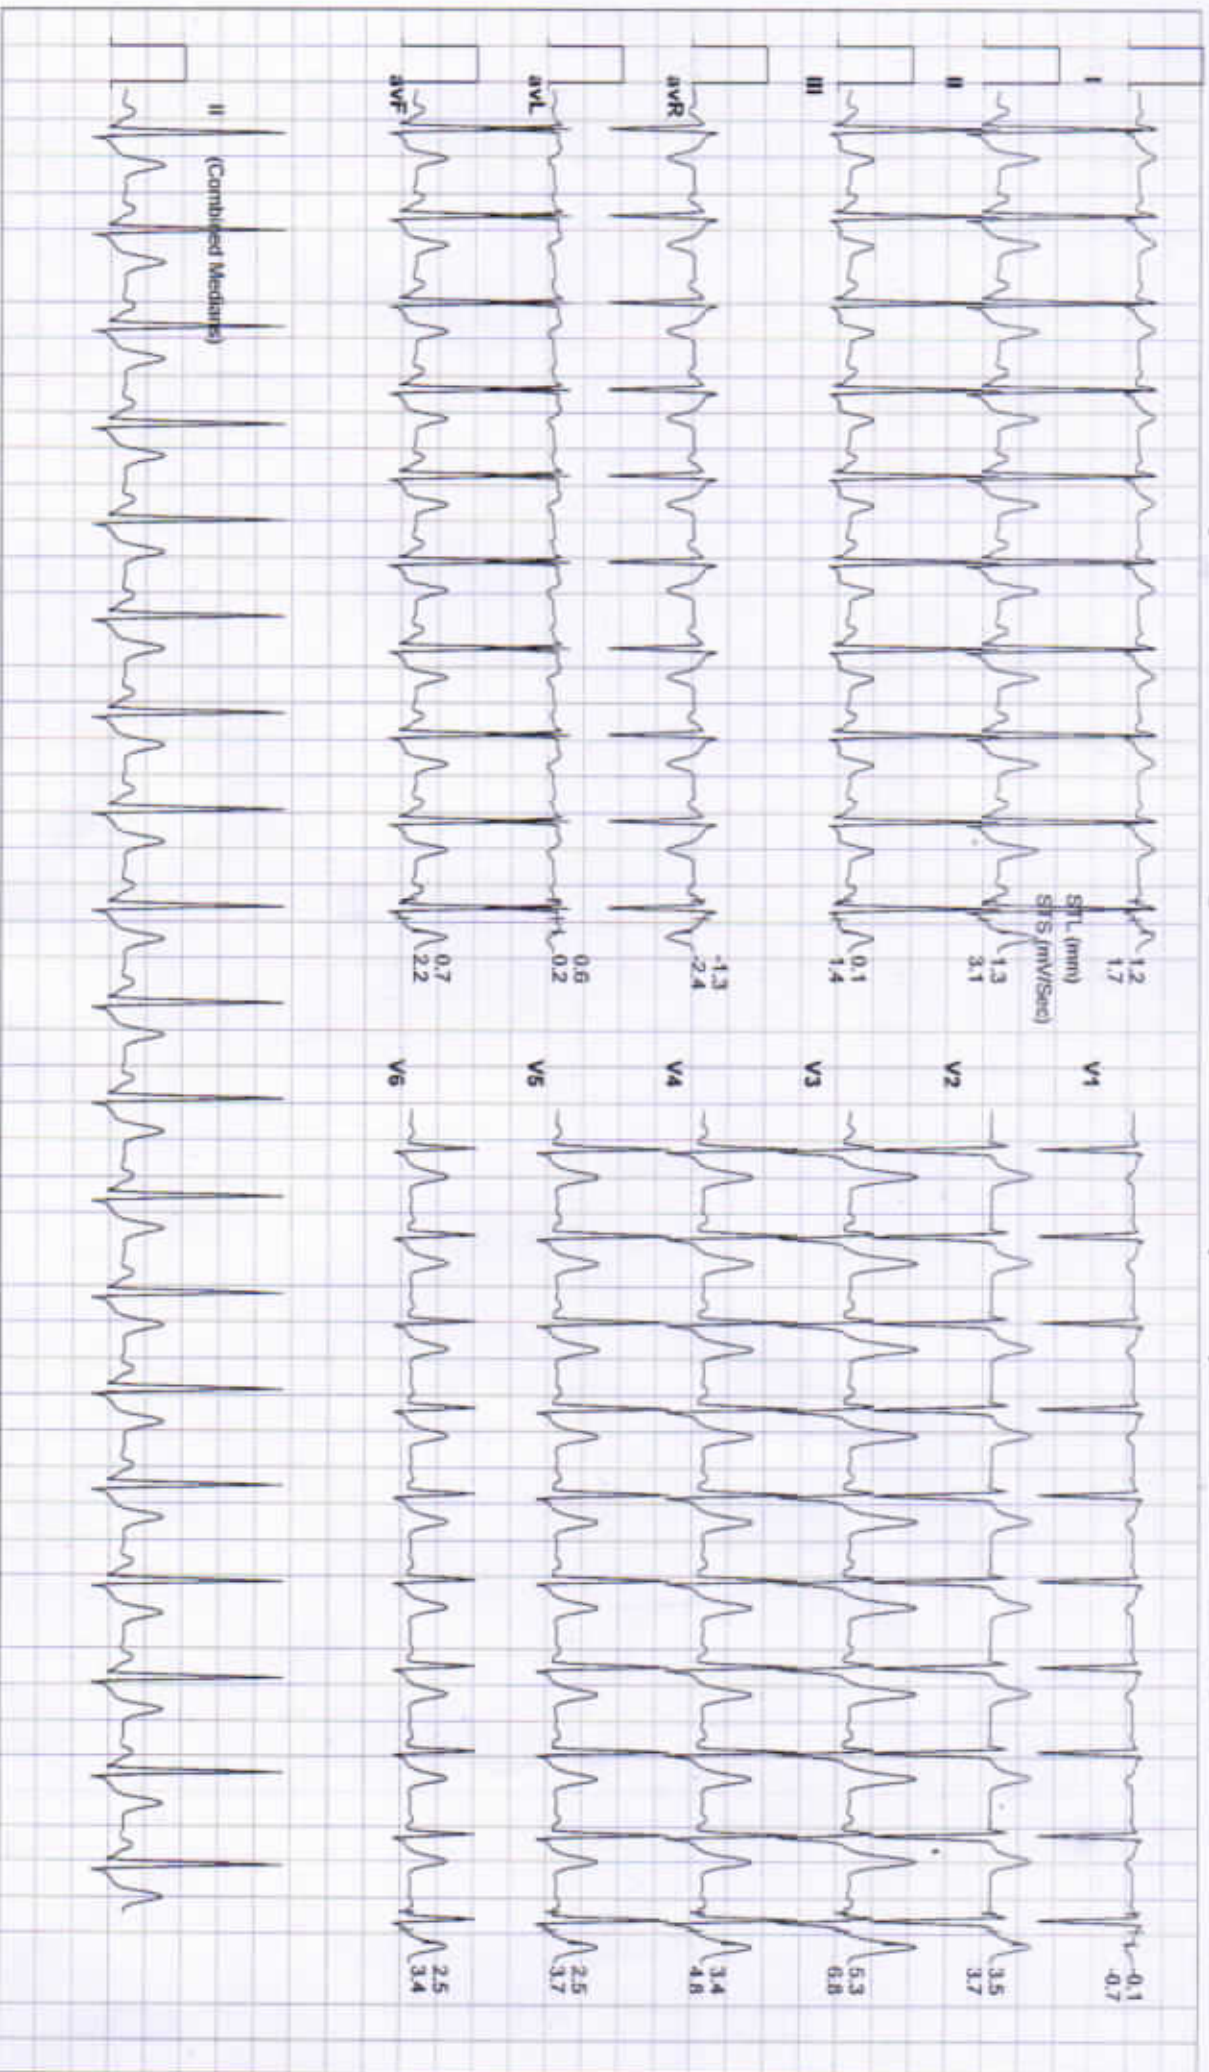 I
STL (mm)
STS (mV/Sec)
1.2
1.7
II
1.3
3.1
III
0.1
1.4
avR
-1.3
-2.4
avL
0.6
0.2
avF
0.7
2.2
V1
-0.1
-0.7
V2
3.5
3.7
V3
5.3
6.8
V4
3.4
4.8
V5
2.5
3.7
V6
2.5
3.4
II (Combined Medians)